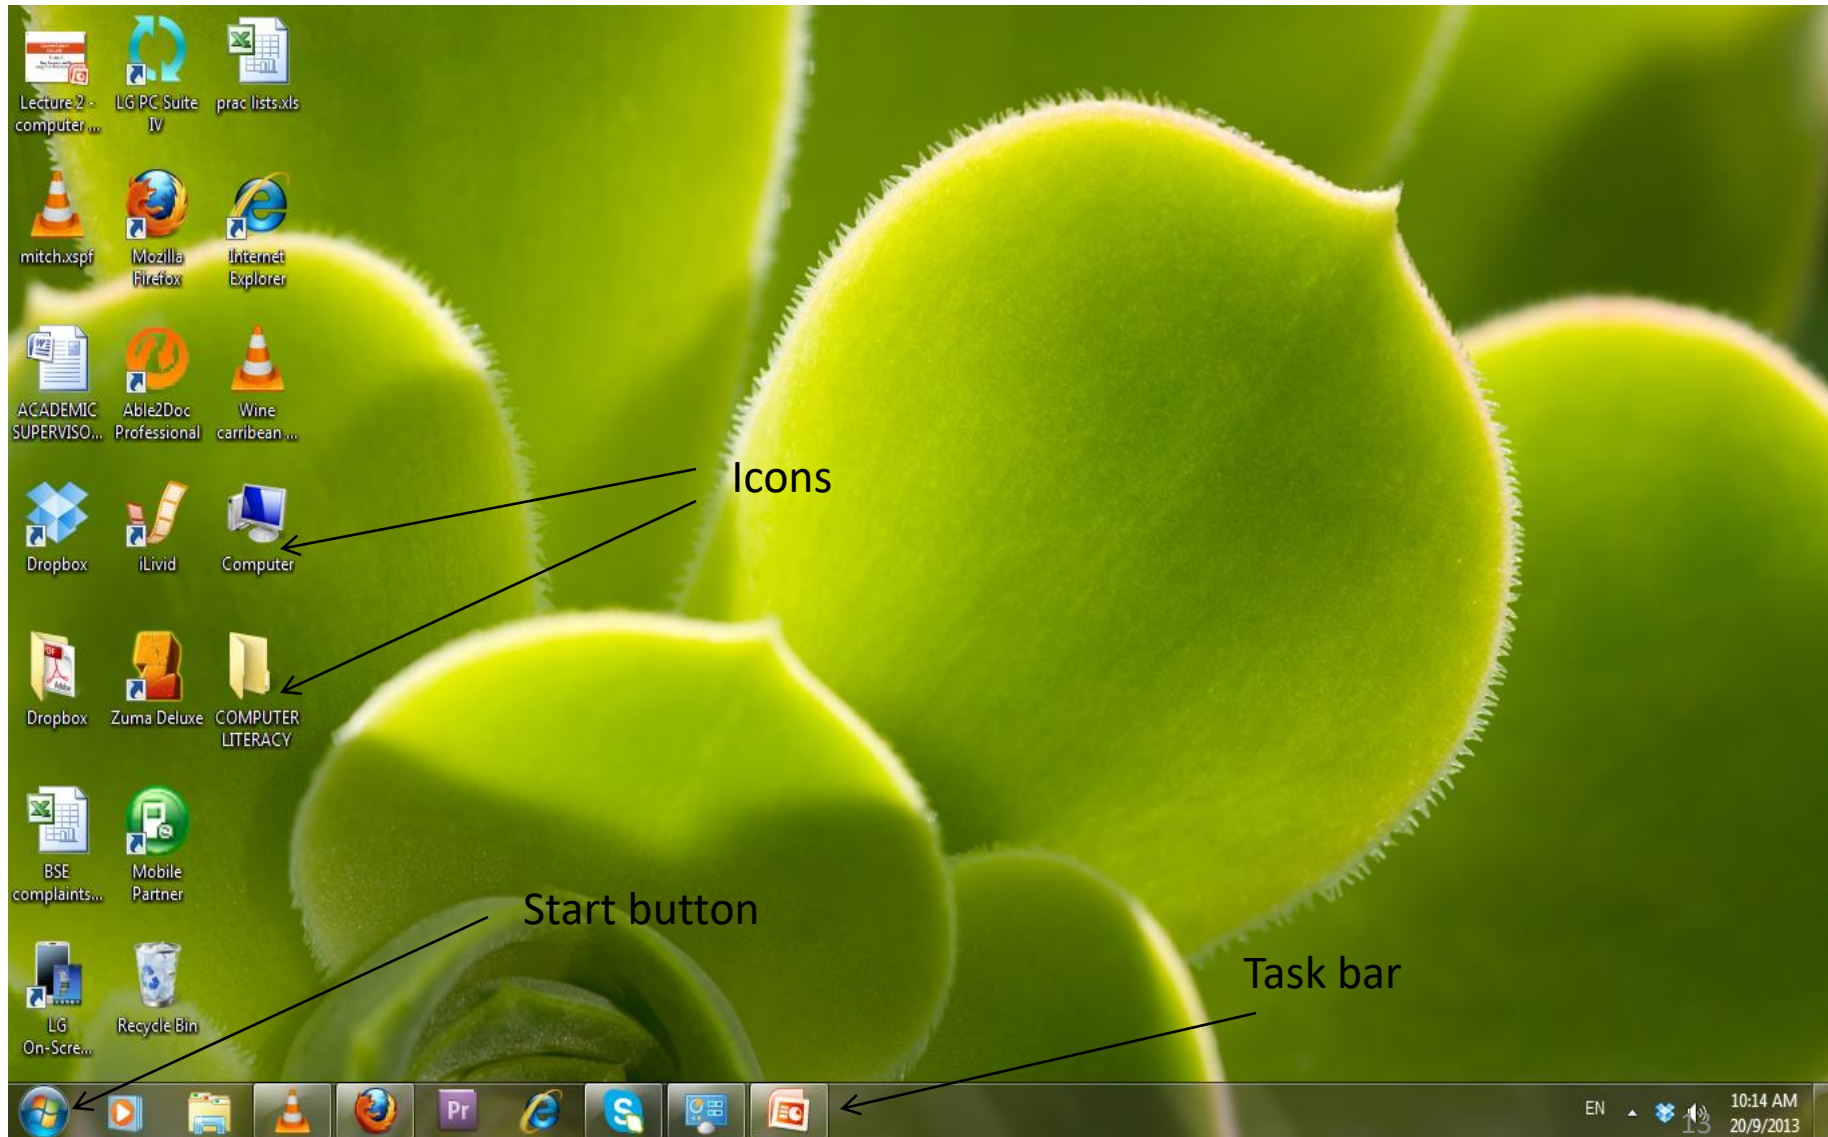 Lecture 2 -
computer ...
LG PC Suite
IV
prac lists.xls
mitch.xspf
Mozilla
Firefox
Internet
Explorer
ACADEMIC
SUPERVISO...
Able2Doc
Professional
Wine
carribean ...
Icons
Dropbox
iLivid
Computer
Dropbox
Zuma Deluxe
COMPUTER
LITERACY
BSE
complaints...
Mobile
Partner
Start button
Task bar
LG
On-Scre...
Recycle Bin
Pr
EN
13
10:14 AM
20/9/2013